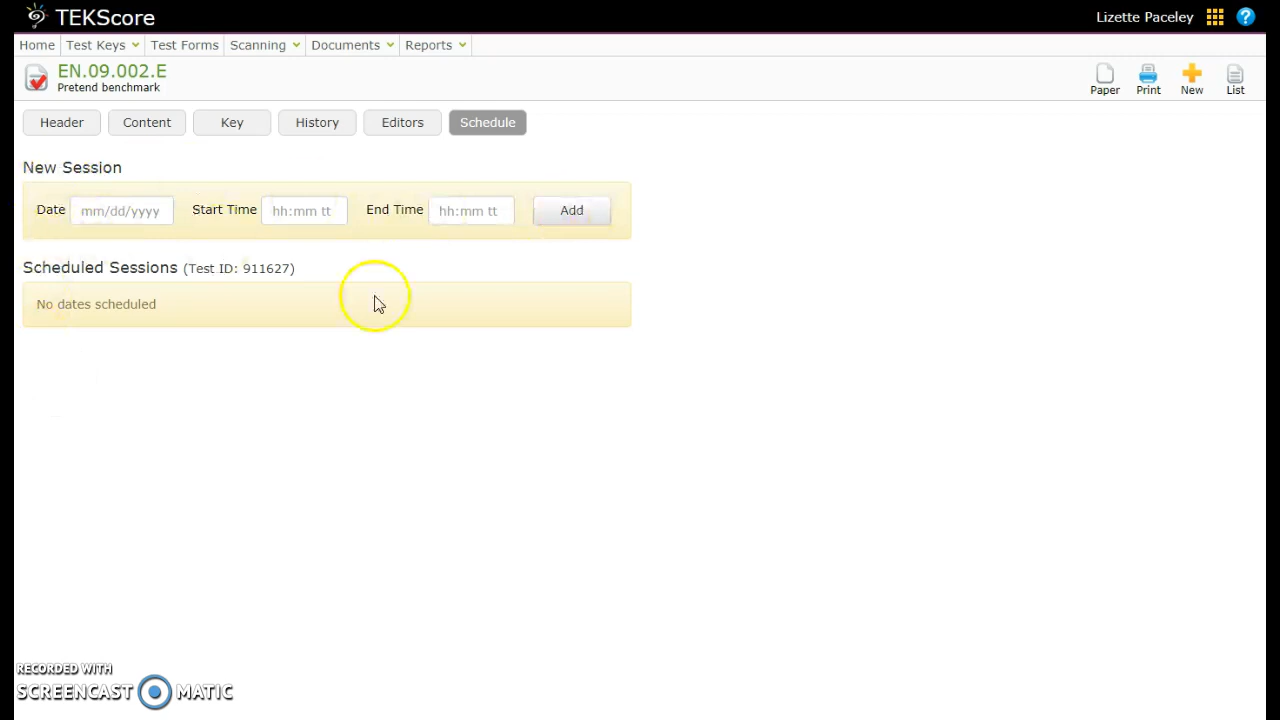 TEKScore
Lizette Paceley
?
Home Test Keys Test Forms Scanning Documents Reports
EN.09.002.E
Pretend benchmark
Paper Print New List
Header Content Key History Editors Schedule
New Session
Date mm/dd/yyyy Start Time hh:mm tt End Time hh:mm tt Add
Scheduled Sessions (Test ID: 911627)
No dates scheduled
RECORDED WITH
SCREENCAST MATIC